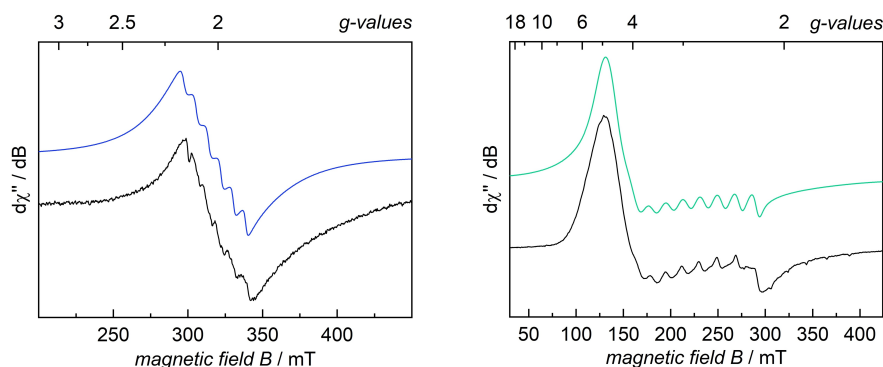 3 2.5 2 g-values
dχ" / dB
250 300 350 400
magnetic field B / mT
18 10 6 4 2 g-values
dχ" / dB
50 100 150 200 250 300 350 400
magnetic field B / mT